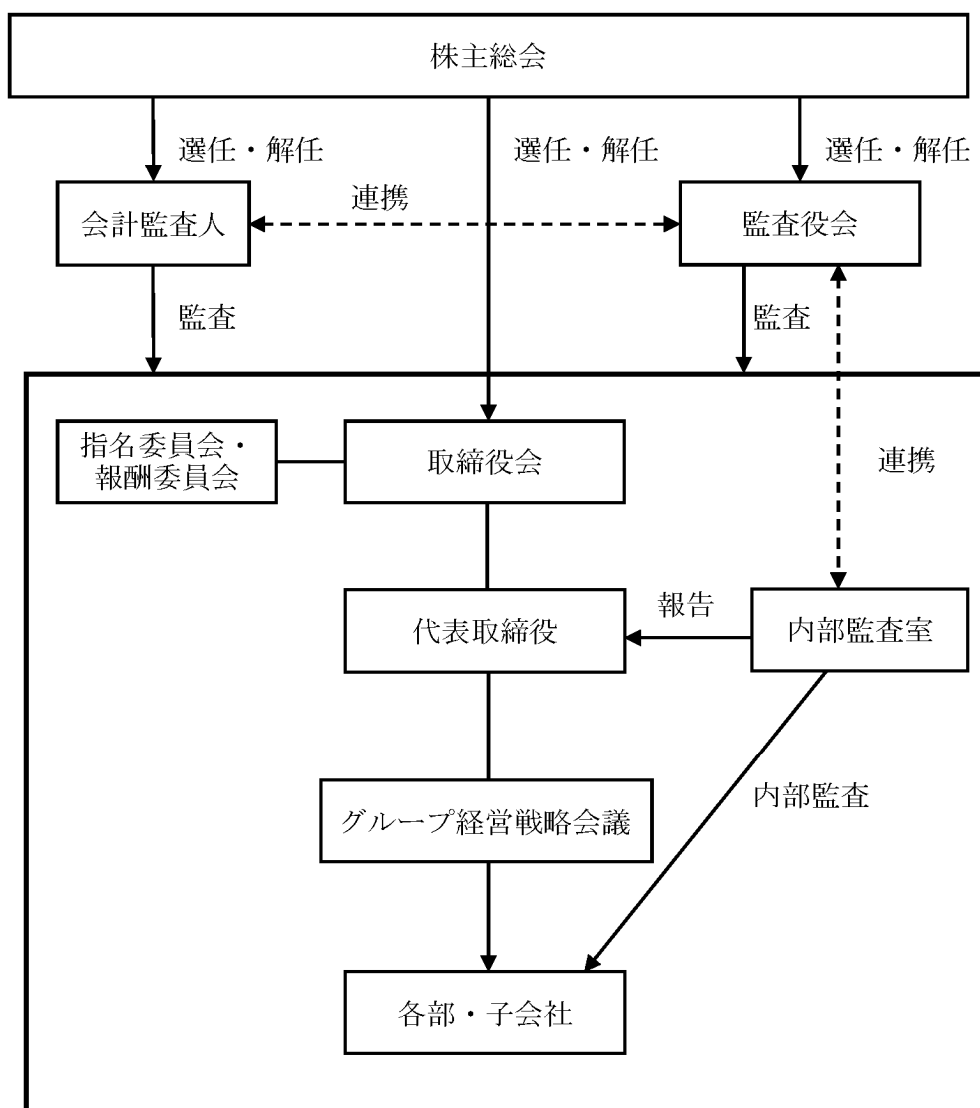 株主総会
選任・解任
選任・解任
選任・解任
会計監査人
連携
監査役会
監査
監査
指名委員会・
報酬委員会
取締役会
連携
代表取締役
報告
内部監査室
グループ経営戦略会議
内部監査
各部・子会社